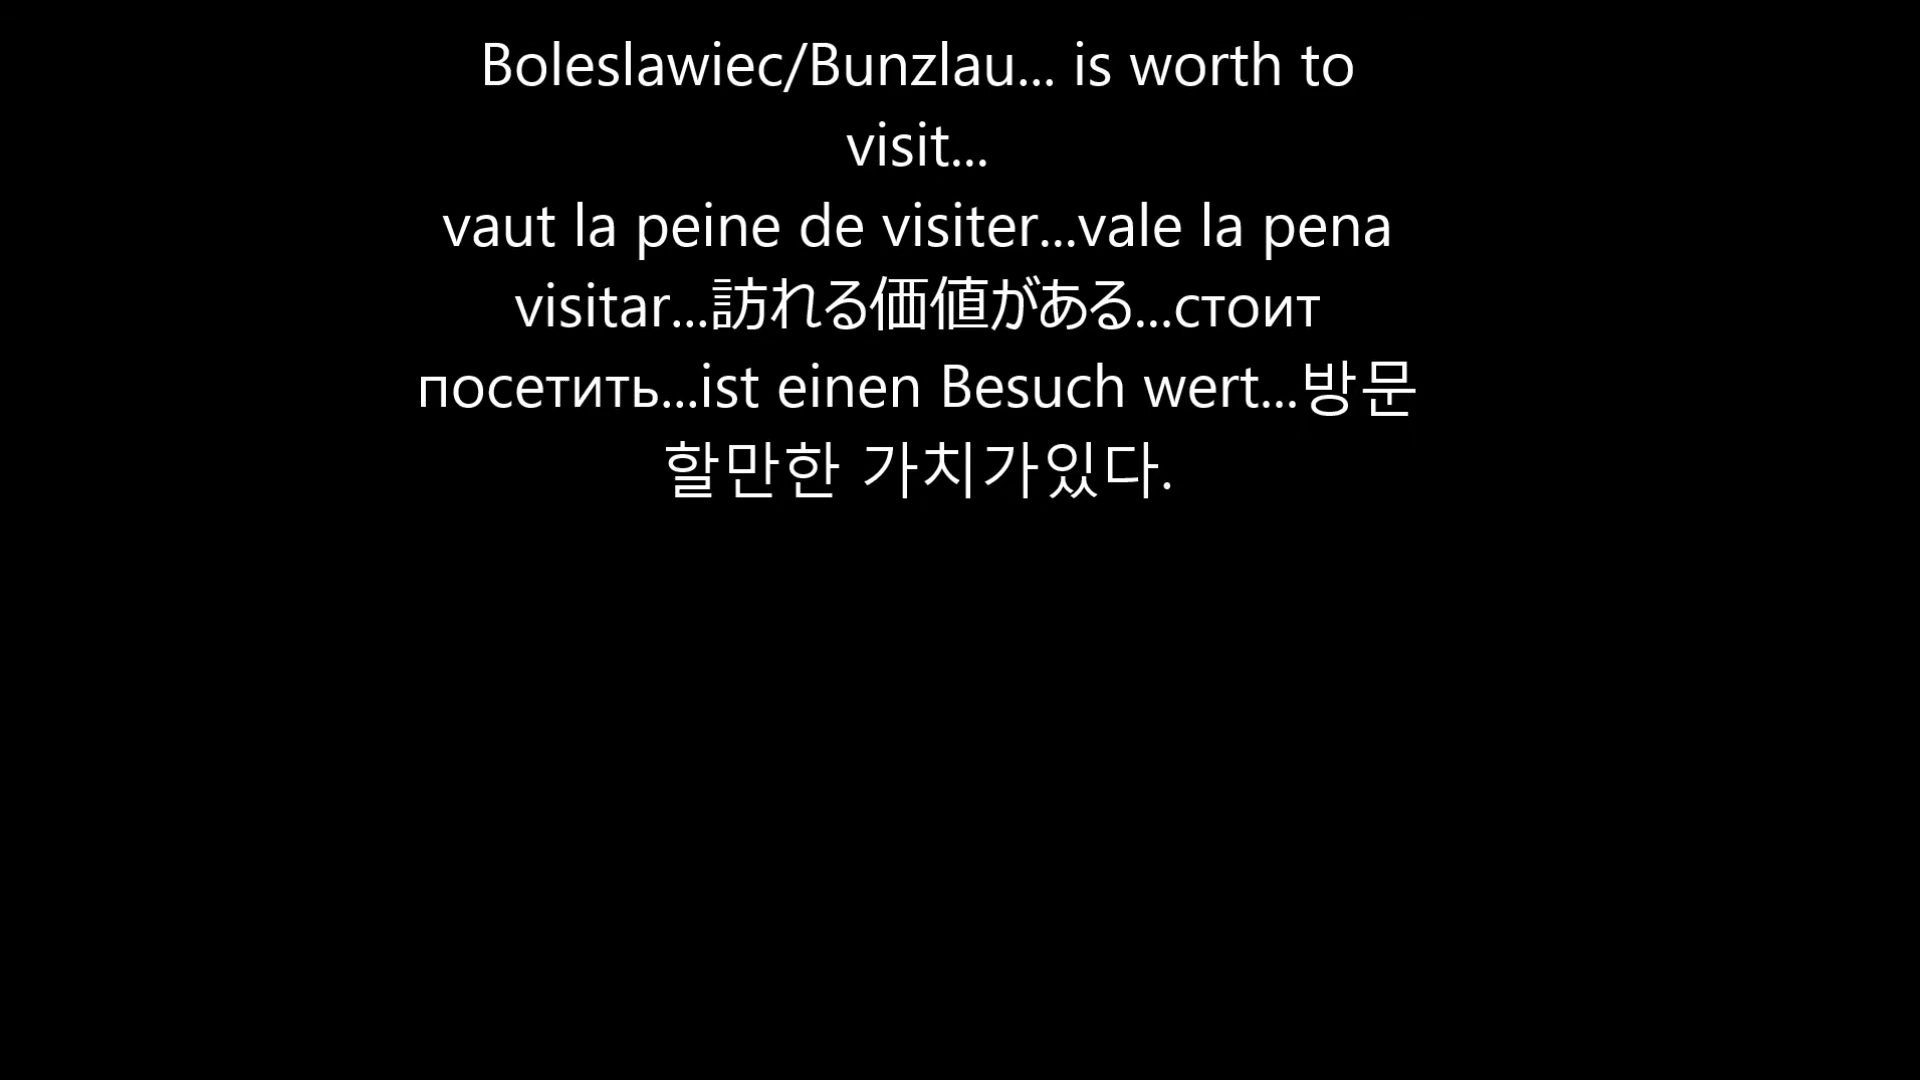 Boleslawiec/Bunzlau... is worth to
visit...
vaut la peine de visiter...vale la pena
visitar...訪れる価値がある...стоит
посетить...ist einen Besuch wert...방문
할만한 가치가있다.